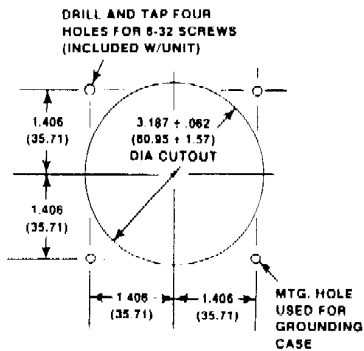 DRILL AND TAP FOUR
HOLES FOR 6-32 SCREWS
(INCLUDED W/UNIT)
1.406
(35.71)
3.187 + .062
(80.95 + 1.57)
DIA CUTOUT
1.406
(35.71)
1.406
(35.71)
1.406
(35.71)
MTG. HOLE
USED FOR
GROUNDING
CASE